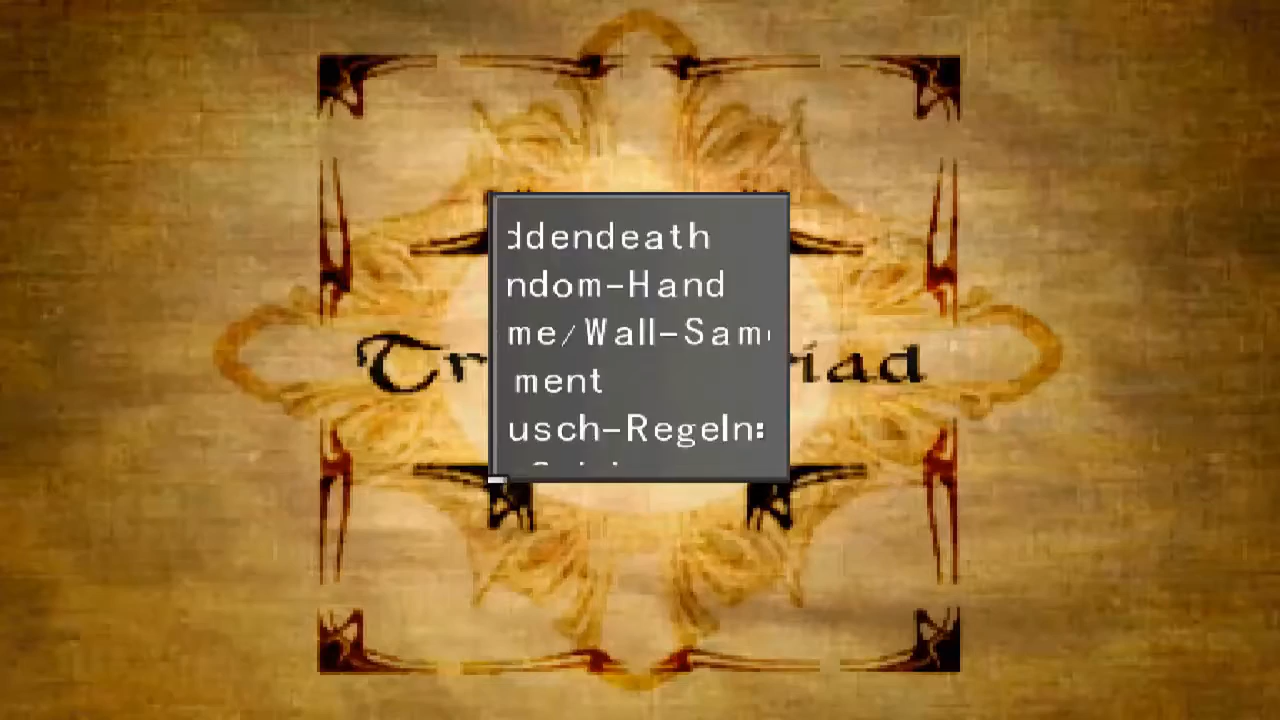 ddendeath
ndom-Hand
me/Wall-Sam
Tr iad
ment
usch-Regeln: